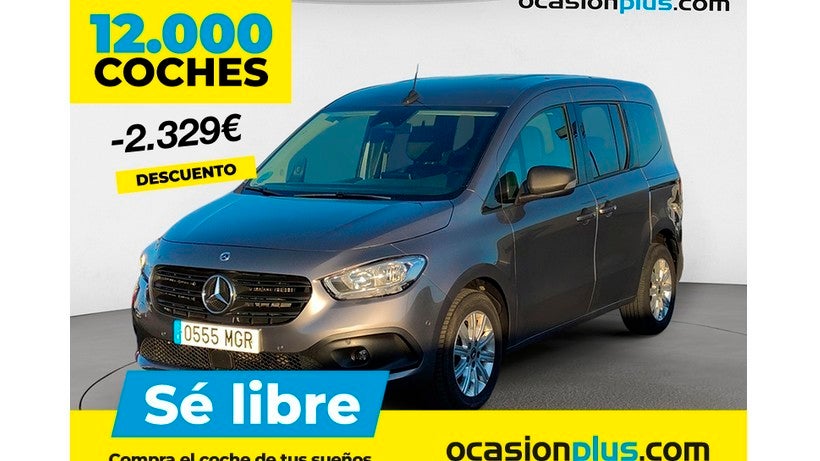 ocasionplus.com
12.000
COCHES
-2.329€
DESCUENTO
0555 MGR
Sé libre
Compra el coche de tus sueños
ocasionplus.com